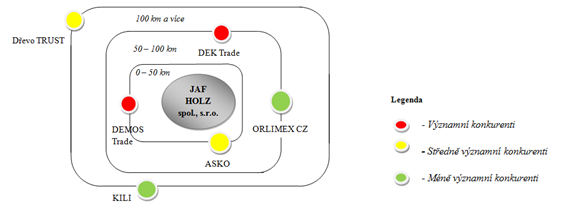 100 km a více
Dřevo TRUST
50 – 100 km
DEK Trade
0 – 50 km
JAF
HOLZ
spol., s.r.o.
DEMOS
Trade
ORLIMEX CZ
ASKO
KILI
Legenda
- Významní konkurenti
- Středně významní konkurenti
- Méně významní konkurenti